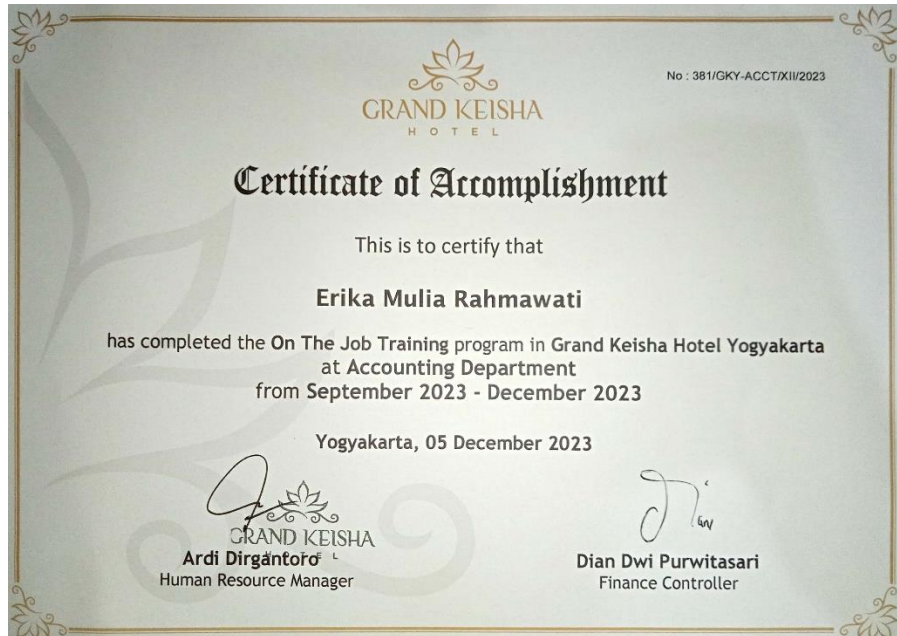 No : 381/GKY-ACCT/XII/2023
GRAND KEISHA
HOTEL
Certificate of Accomplishment
This is to certify that
Erika Mulia Rahmawati
has completed the On The Job Training program in Grand Keisha Hotel Yogyakarta
at Accounting Department
from September 2023 - December 2023
Yogyakarta, 05 December 2023
GRAND KEISHA
HOTEL
Ardi Dirgantoro
Human Resource Manager
Dian Dwi Purwitasari
Finance Controller